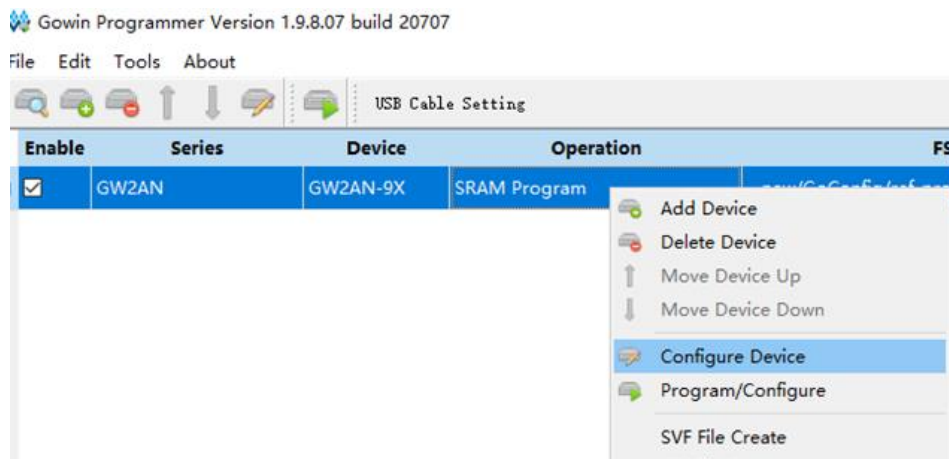 Gowin Programmer Version 1.9.8.07 build 20707
File Edit Tools About
USB Cable Setting
Enable Series Device Operation FS
GW2AN GW2AN-9X SRAM Program
Add Device
Delete Device
Move Device Up
Move Device Down
Configure Device
Program/Configure
SVF File Create